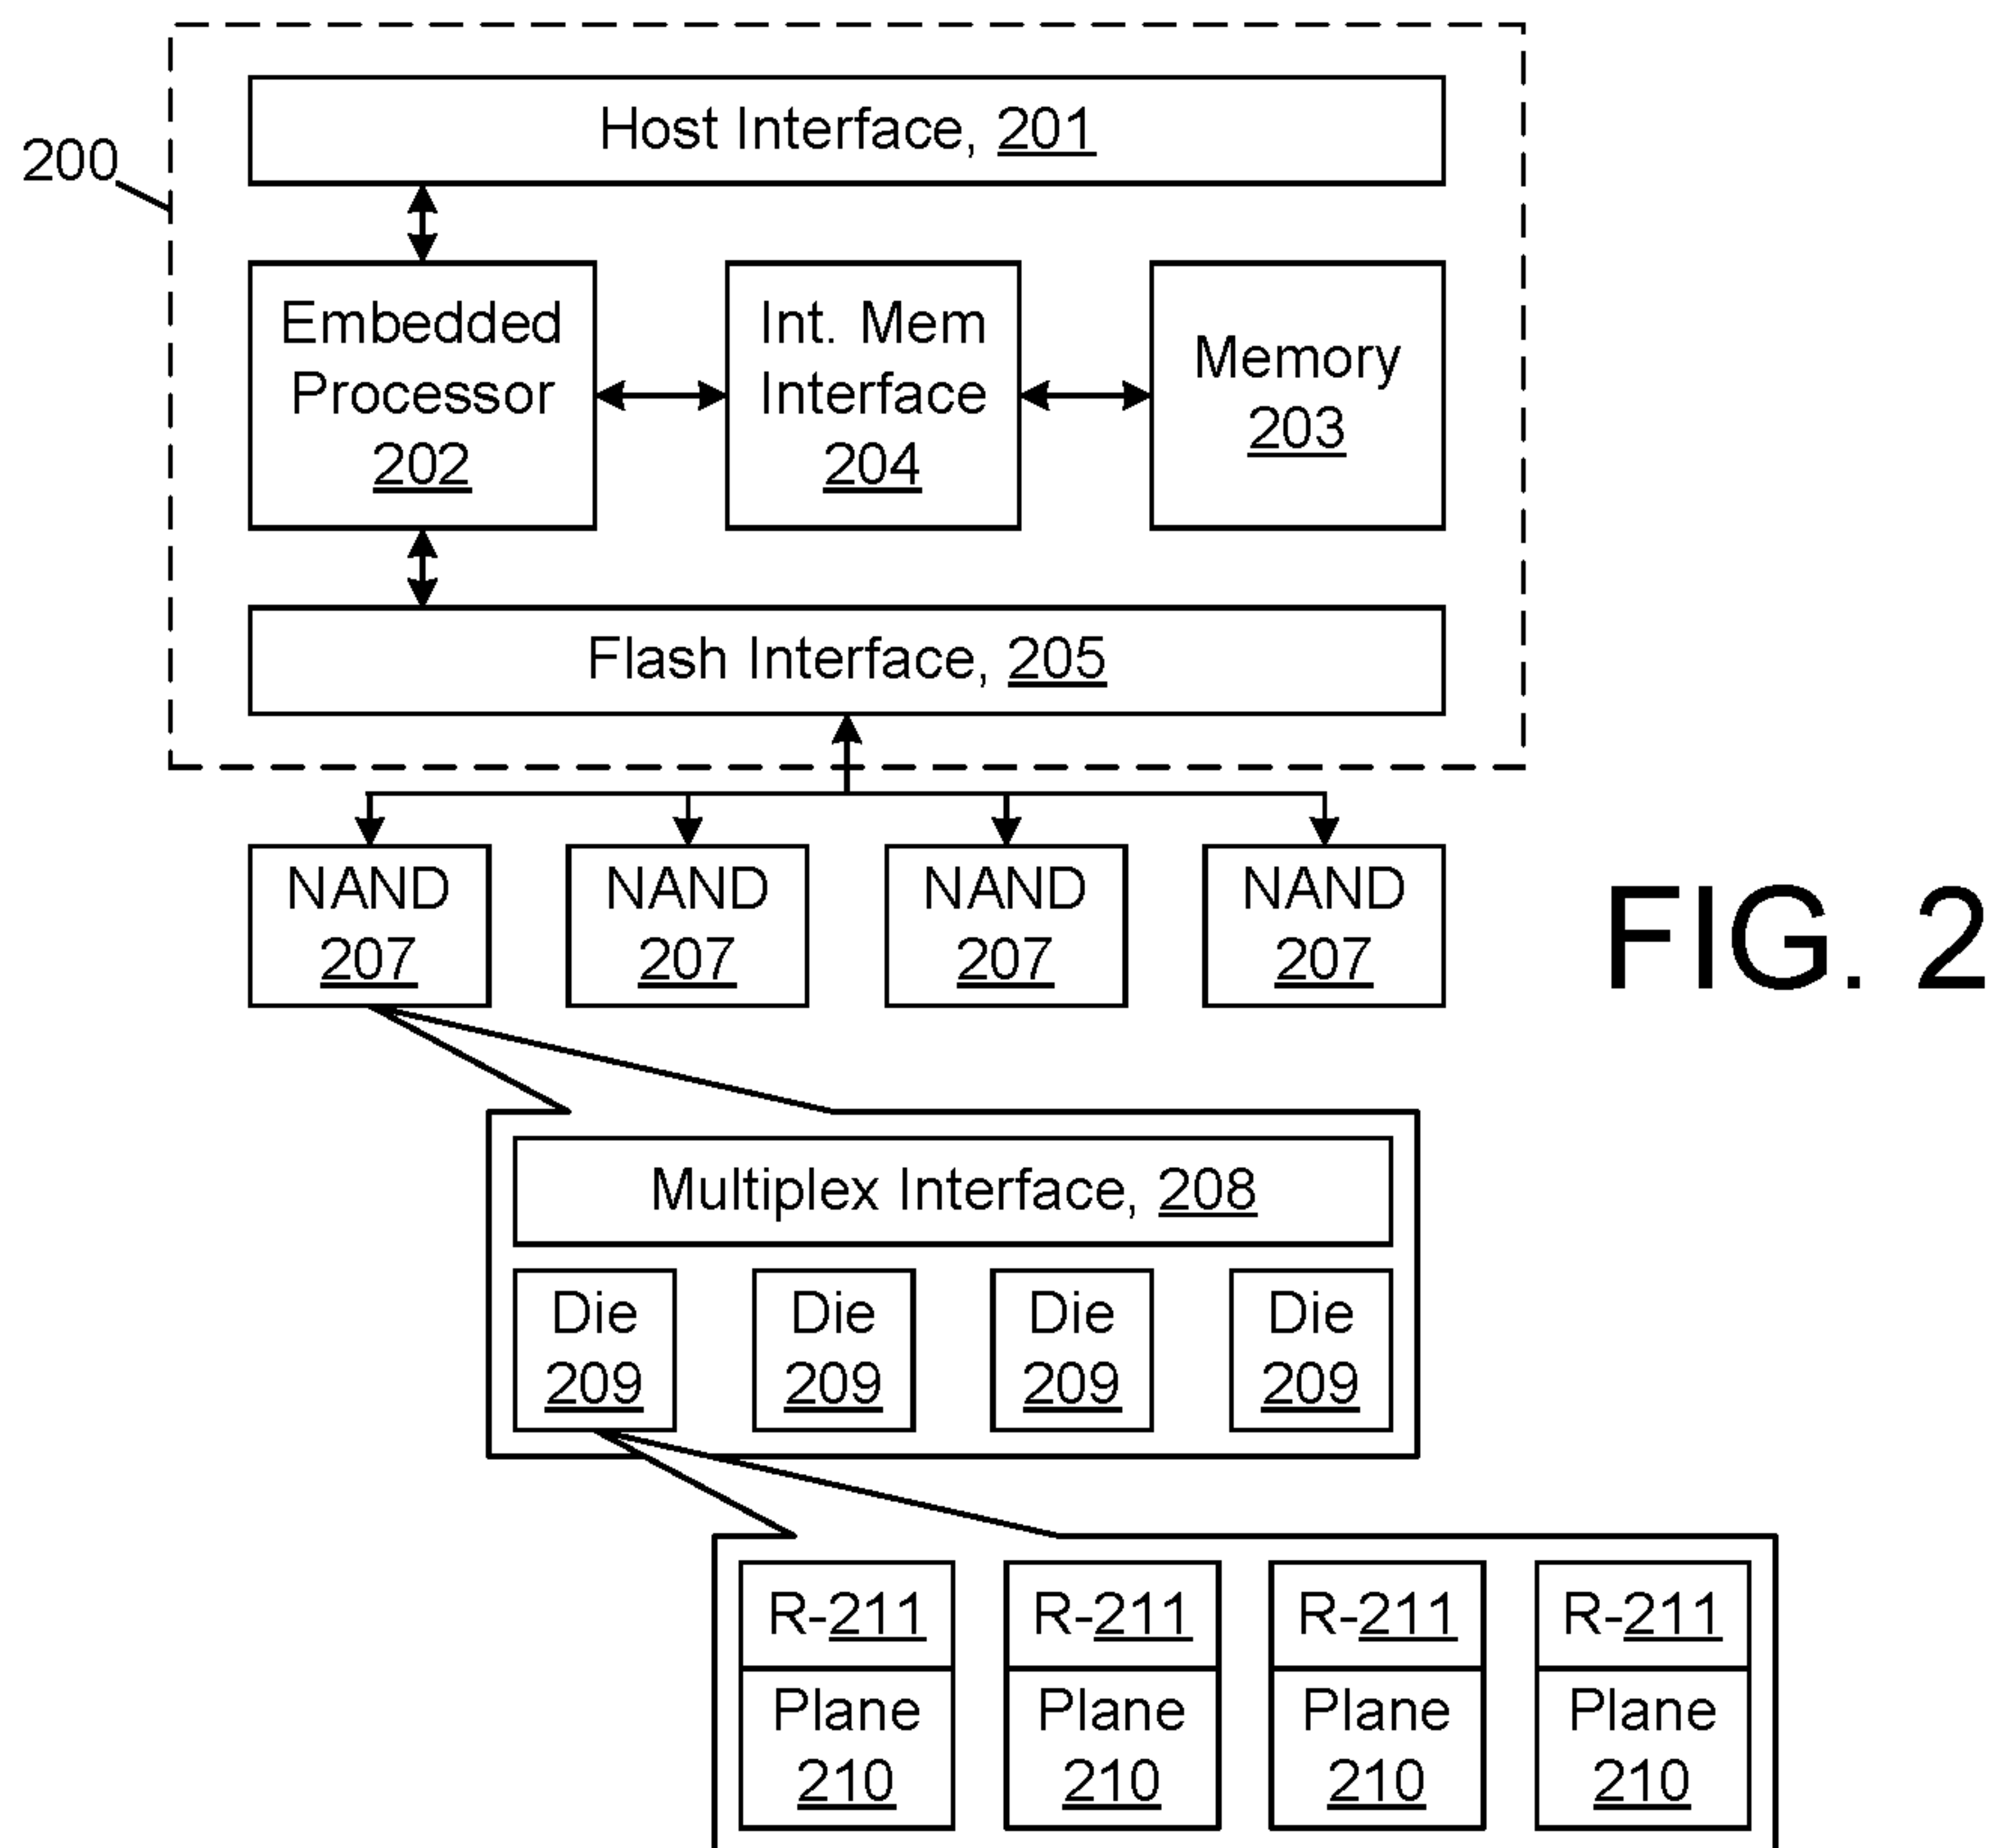 200
Host Interface, 201
Embedded
Processor
202
Int. Mem
Interface
204
Memory
203
Flash Interface, 205
NAND
207
NAND
207
NAND
207
NAND
207
FIG. 2
Multiplex Interface, 208
Die
209
Die
209
Die
209
Die
209
R-211
Plane
210
R-211
Plane
210
R-211
Plane
210
R-211
Plane
210